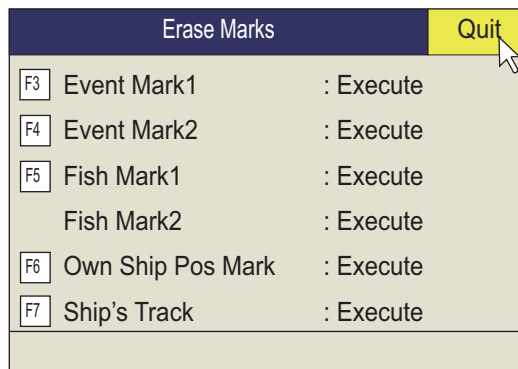 Erase Marks Quit
F3 Event Mark1 : Execute
F4 Event Mark2 : Execute
F5 Fish Mark1 : Execute
Fish Mark2 : Execute
F6 Own Ship Pos Mark : Execute
F7 Ship's Track : Execute